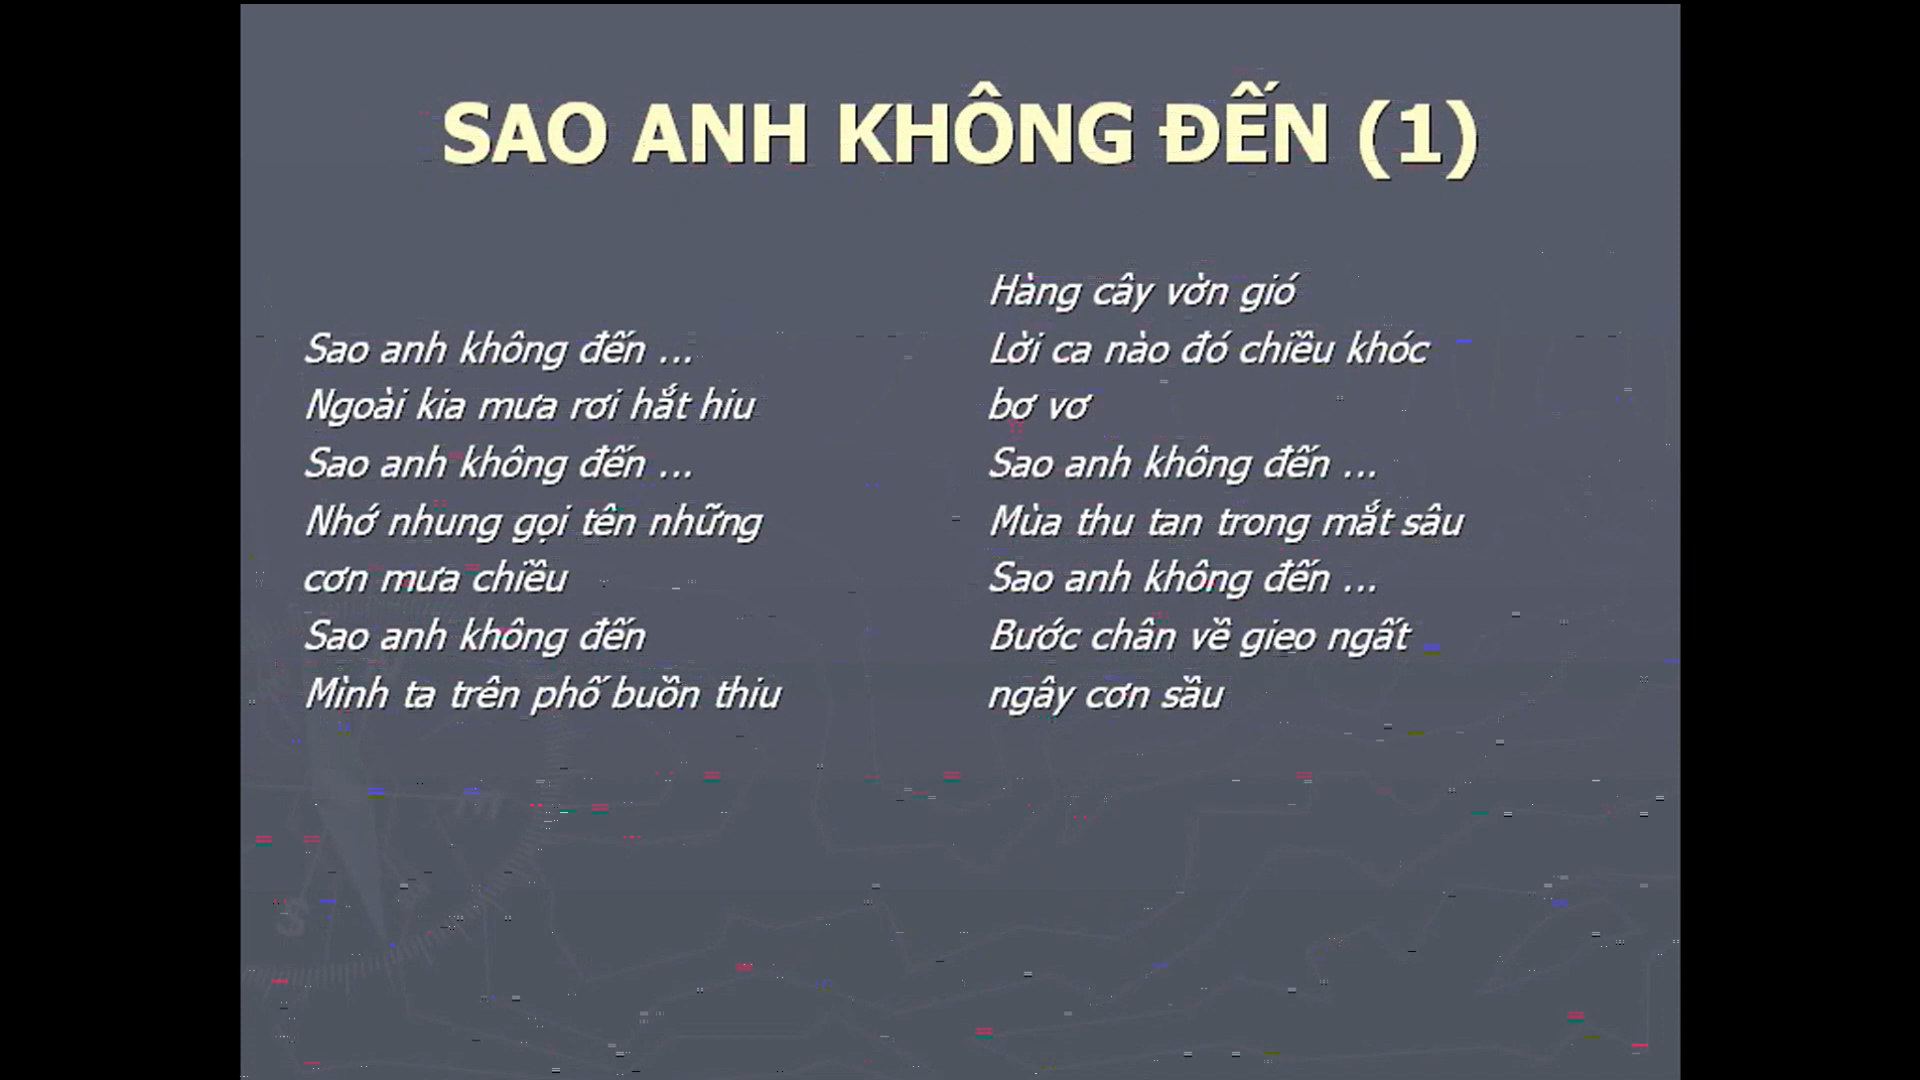 SAO ANH KHÔNG ĐẾN (1)
Sao anh không đến ...
Ngoài kia mưa rơi hắt hiu
Sao anh không đến ...
Nhớ nhung gọi tên những
cơn mưa chiều
Sao anh không đến
Mình ta trên phố buồn thiu
Hàng cây vờn gió
Lời ca nào đó chiều khóc
bơ vơ
Sao anh không đến ...
Mùa thu tan trong mắt sâu
Sao anh không đến ...
Bước chân về gieo ngất
ngây cơn sầu